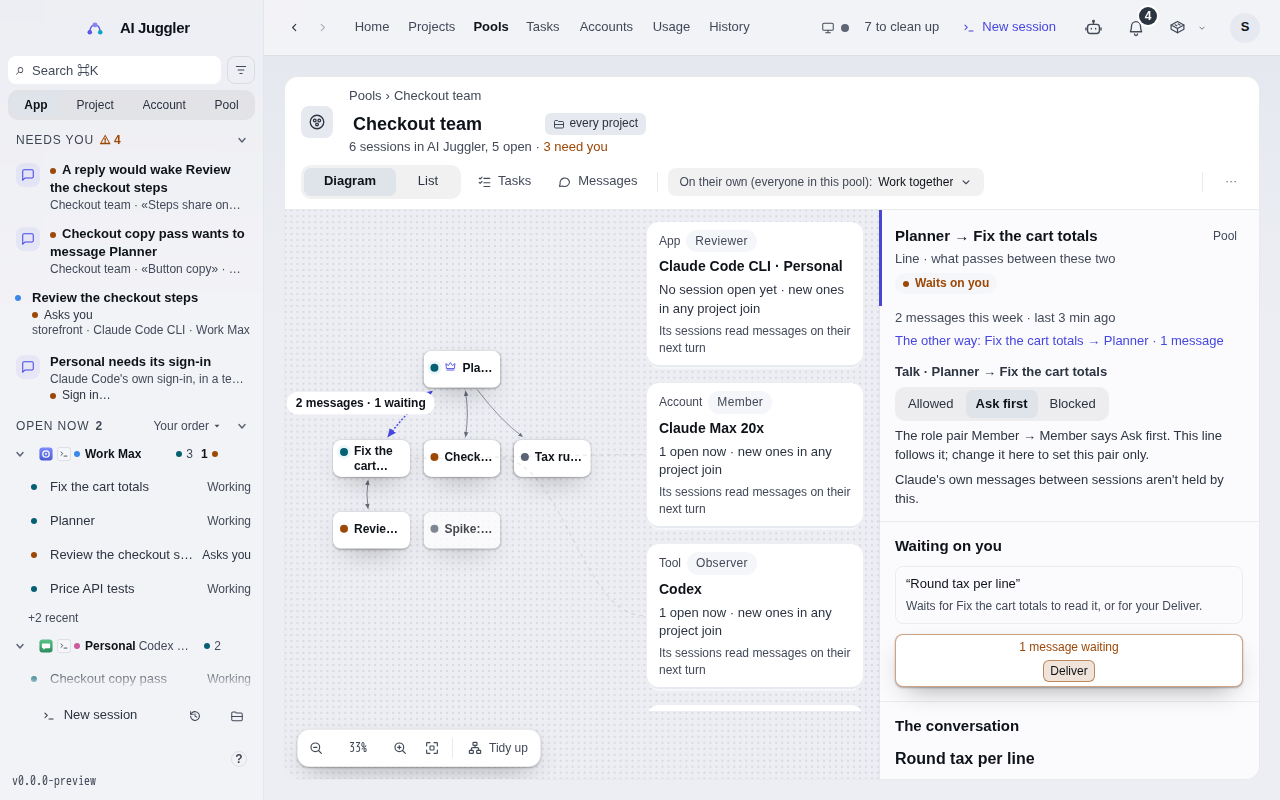 AI Juggler
Search ⌘K
App Project Account Pool
NEEDS YOU 4
A reply would wake Review the checkout steps
Checkout team · «Steps share on…
Checkout copy pass wants to message Planner
Checkout team · «Button copy» · …
Review the checkout steps
Asks you
storefront · Claude Code CLI · Work Max
Personal needs its sign-in
Claude Code's own sign-in, in a te…
Sign in…
OPEN NOW 2 Your order
Work Max 3 1
Fix the cart totals Working
Planner Working
Review the checkout s… Asks you
Price API tests Working
+2 recent
Personal Codex … 2
Checkout copy pass Working
New session
?
v0.0.0-preview
Home Projects Pools Tasks Accounts Usage History
7 to clean up
New session
4
S
Pools › Checkout team
Checkout team every project
6 sessions in AI Juggler, 5 open · 3 need you
Diagram List Tasks Messages
On their own (everyone in this pool): Work together
Pla…
2 messages · 1 waiting
Fix the cart…
Check…
Tax ru…
Revie…
Spike:…
33%
Tidy up
App Reviewer
Claude Code CLI · Personal
No session open yet · new ones
in any project join
Its sessions read messages on their
next turn
Account Member
Claude Max 20x
1 open now · new ones in any
project join
Its sessions read messages on their
next turn
Tool Observer
Codex
1 open now · new ones in any
project join
Its sessions read messages on their
next turn
Planner → Fix the cart totals Pool
Line · what passes between these two
Waits on you
2 messages this week · last 3 min ago
The other way: Fix the cart totals → Planner · 1 message
Talk · Planner → Fix the cart totals
Allowed Ask first Blocked
The role pair Member → Member says Ask first. This line
follows it; change it here to set this pair only.
Claude's own messages between sessions aren't held by
this.
Waiting on you
“Round tax per line”
Waits for Fix the cart totals to read it, or for your Deliver.
1 message waiting
Deliver
The conversation
Round tax per line